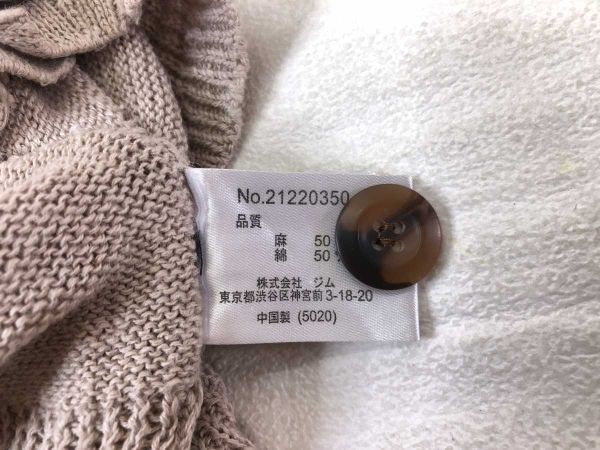 No.21220350
品質
麻 50
綿 50 %
株式会社 ジム
東京都渋谷区神宮前3-18-20
中国製 (5020)